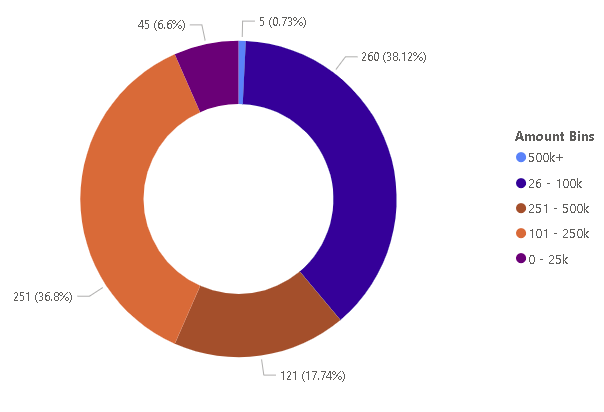 45 (6.6%)
5 (0.73%)
260 (38.12%)
251 (36.8%)
121 (17.74%)
Amount Bins
500k+
26 - 100k
251 - 500k
101 - 250k
0 - 25k